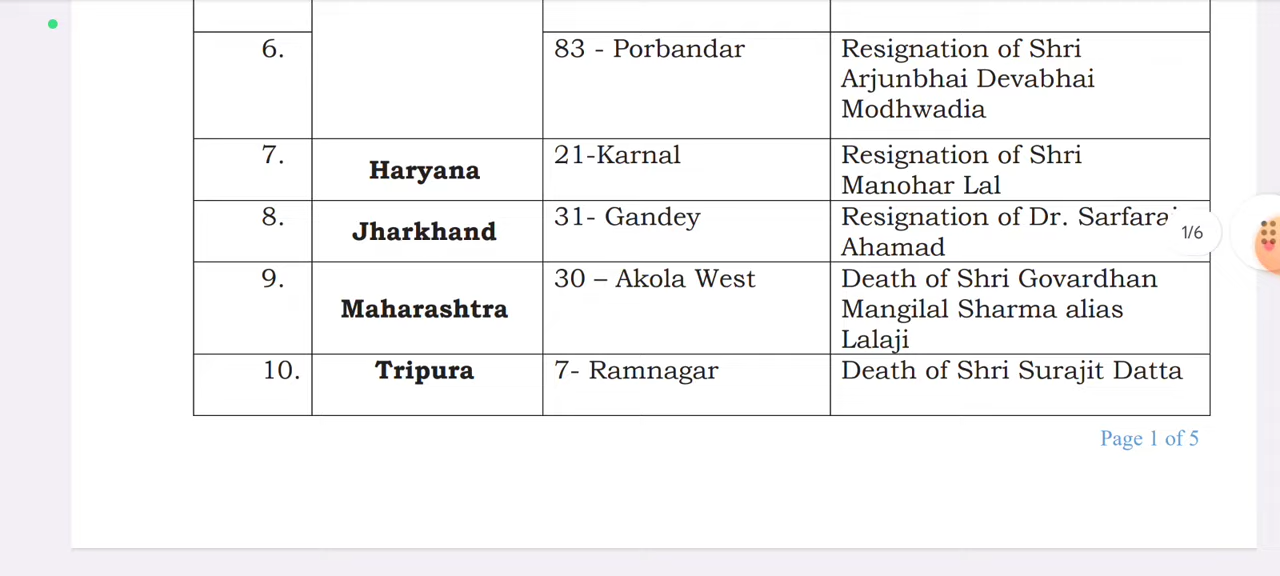 6.
83 - Porbandar
Resignation of Shri
Arjunbhai Devabhai
Modhwadia
7.
Haryana
21-Karnal
Resignation of Shri
Manohar Lal
8.
Jharkhand
31- Gandey
Resignation of Dr.
Ahamad
1/6
9.
Maharashtra
30 – Akola West
Death of Shri Govardhan
Mangilal Sharma alias
Lalaji
10.
Tripura
7- Ramnagar
Death of Shri Surajit Datta
Page 1 of 5